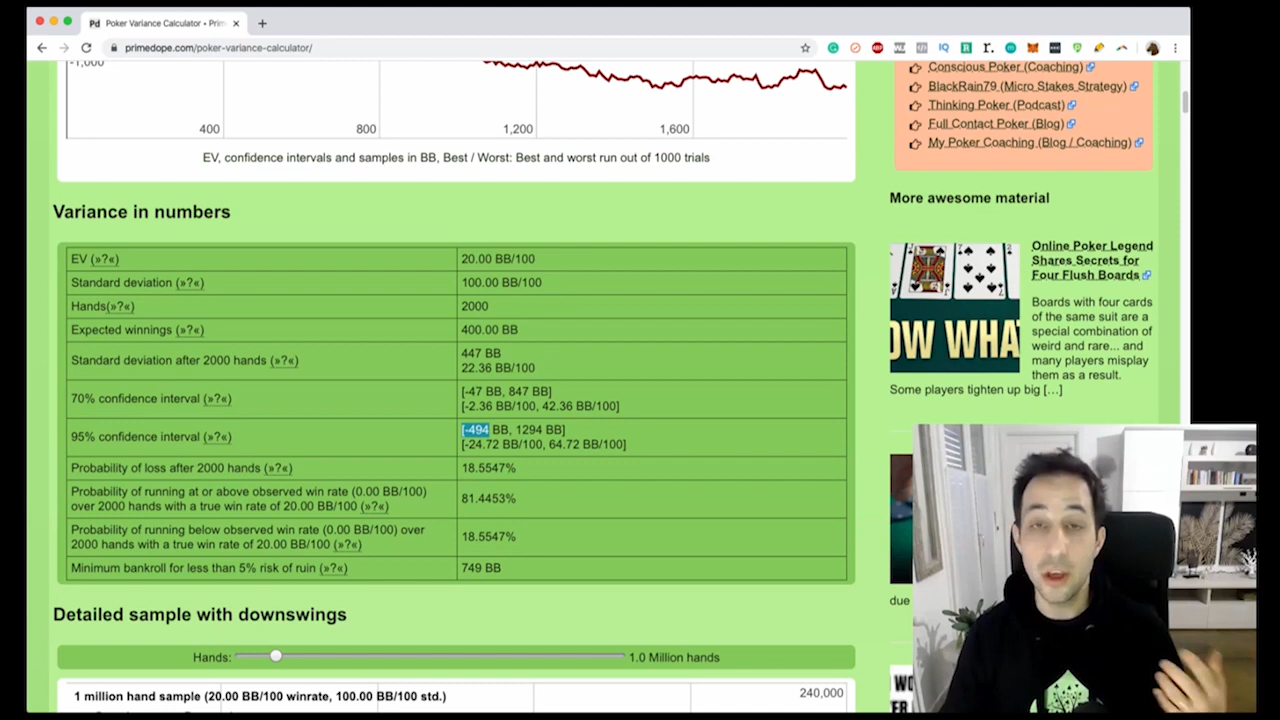 Pd Poker Variance Calculator • Prim
primedope.com/poker-variance-calculator/
-1,000
400
800
1,200
1,600
EV, confidence intervals and samples in BB, Best / Worst: Best and worst run out of 1000 trials
Variance in numbers
EV (»?«)
20.00 BB/100
Standard deviation (»?«)
100.00 BB/100
Hands(»?«)
2000
Expected winnings (»?«)
400.00 BB
Standard deviation after 2000 hands (»?«)
447 BB
22.36 BB/100
70% confidence interval (»?«)
[-47 BB, 847 BB]
[-2.36 BB/100, 42.36 BB/100]
95% confidence interval (»?«)
[-494 BB, 1294 BB]
[-24.72 BB/100, 64.72 BB/100]
Probability of loss after 2000 hands (»?«)
18.5547%
Probability of running at or above observed win rate (0.00 BB/100)
over 2000 hands with a true win rate of 20.00 BB/100 (»?«)
81.4453%
Probability of running below observed win rate (0.00 BB/100) over
2000 hands with a true win rate of 20.00 BB/100 (»?«)
18.5547%
Minimum bankroll for less than 5% risk of ruin (»?«)
749 BB
Detailed sample with downswings
Hands:
1.0 Million hands
1 million hand sample (20.00 BB/100 winrate, 100.00 BB/100 std.)
240,000
Conscious Poker (Coaching)
BlackRain79 (Micro Stakes Strategy)
Thinking Poker (Podcast)
Full Contact Poker (Blog)
My Poker Coaching (Blog / Coaching)
More awesome material
OW WHA
Online Poker Legend
Shares Secrets for
Four Flush Boards
Boards with four cards
of the same suit are a
special combination of
weird and rare... and
many players misplay
them as a result.
Some players tighten up big […]
due